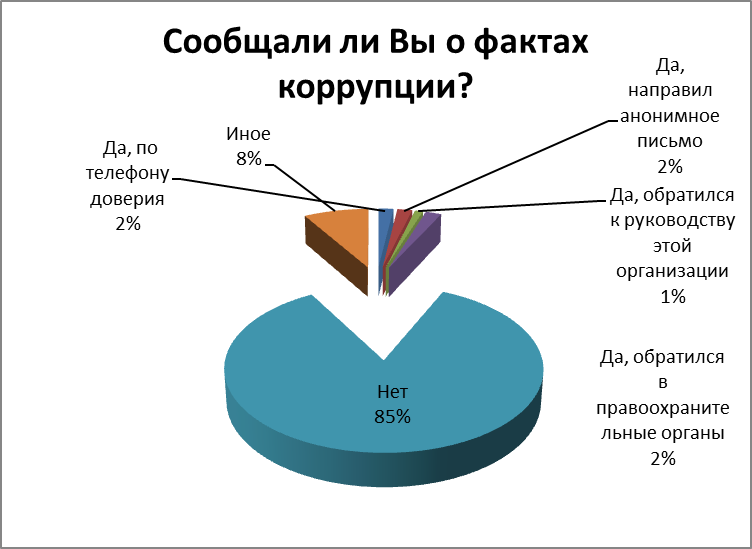 Сообщали ли Вы о фактах
коррупции?
Да, по
телефону
доверия
2%
Иное
8%
Да,
направил
анонимное
письмо
2%
Да, обратился
к руководству
этой
организации
1%
Да, обратился
в
правоохраните
льные органы
2%
Нет
85%